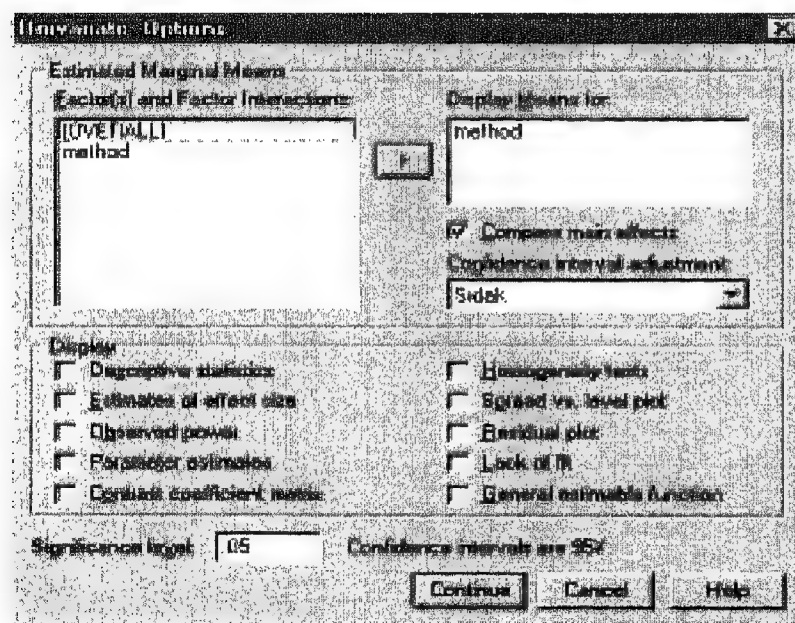 Univariate: Options
Estimated Marginal Means
Factor(s) and Factor Interactions:
(OVERALL)
method
Display Means for:
method
Compare main effects
Confidence interval adjustment:
Sidak
Display
Descriptive statistics
Estimates of effect size
Observed power
Parameter estimates
Contrast coefficient matrix
Homogeneity tests
Spread vs. level plot
Residual plot
Lack of fit
General estimable function
Significance level: .05
Confidence intervals are 95%
Continue
Cancel
Help